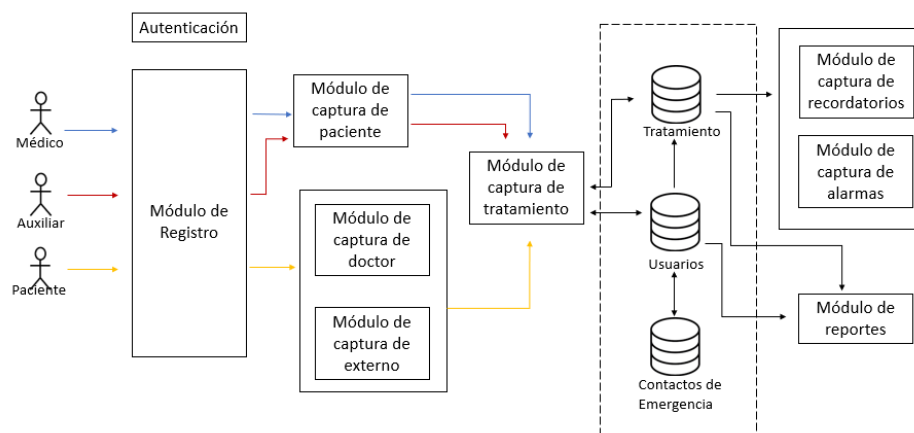 Autenticación
Médico
Auxiliar
Paciente
Módulo de
Registro
Módulo de
captura de
paciente
Módulo de
captura de
doctor
Módulo de
captura de
externo
Módulo de
captura de
tratamiento
Tratamiento
Usuarios
Contactos de
Emergencia
Módulo de
captura de
recordatorios
Módulo de
captura de
alarmas
Módulo de
reportes